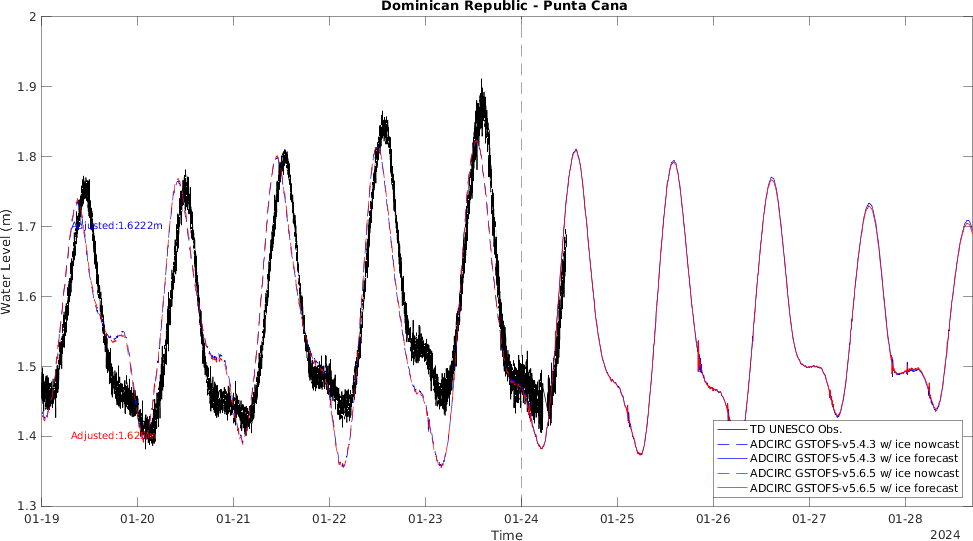 Dominican Republic - Punta Cana
Water Level (m)
2
1.9
1.8
1.7
1.6
1.5
1.4
1.3
Adjusted:1.6222m
TD UNESCO Obs.
ADCIRC GSTOFS-v5.4.3 w/ ice nowcast
ADCIRC GSTOFS-v5.4.3 w/ ice forecast
ADCIRC GSTOFS-v5.6.5 w/ ice nowcast
ADCIRC GSTOFS-v5.6.5 w/ ice forecast
01-19 01-20 01-21 01-22 01-23 01-24 01-25 01-26 01-27 01-28
Time
2024